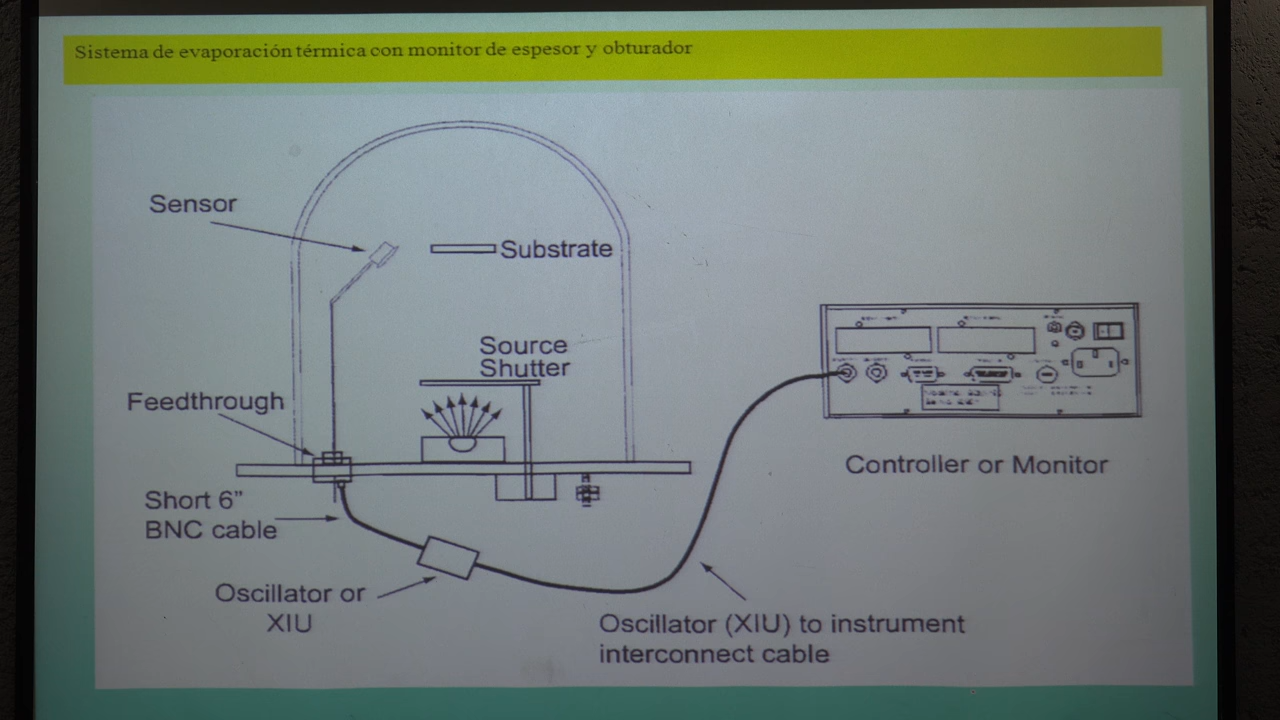 Sistema de evaporación térmica con monitor de espesor y obturador
Sensor
Substrate
Source
Shutter
Feedthrough
Short 6”
BNC cable
Oscillator or
XIU
Controller or Monitor
Oscillator (XIU) to instrument
interconnect cable